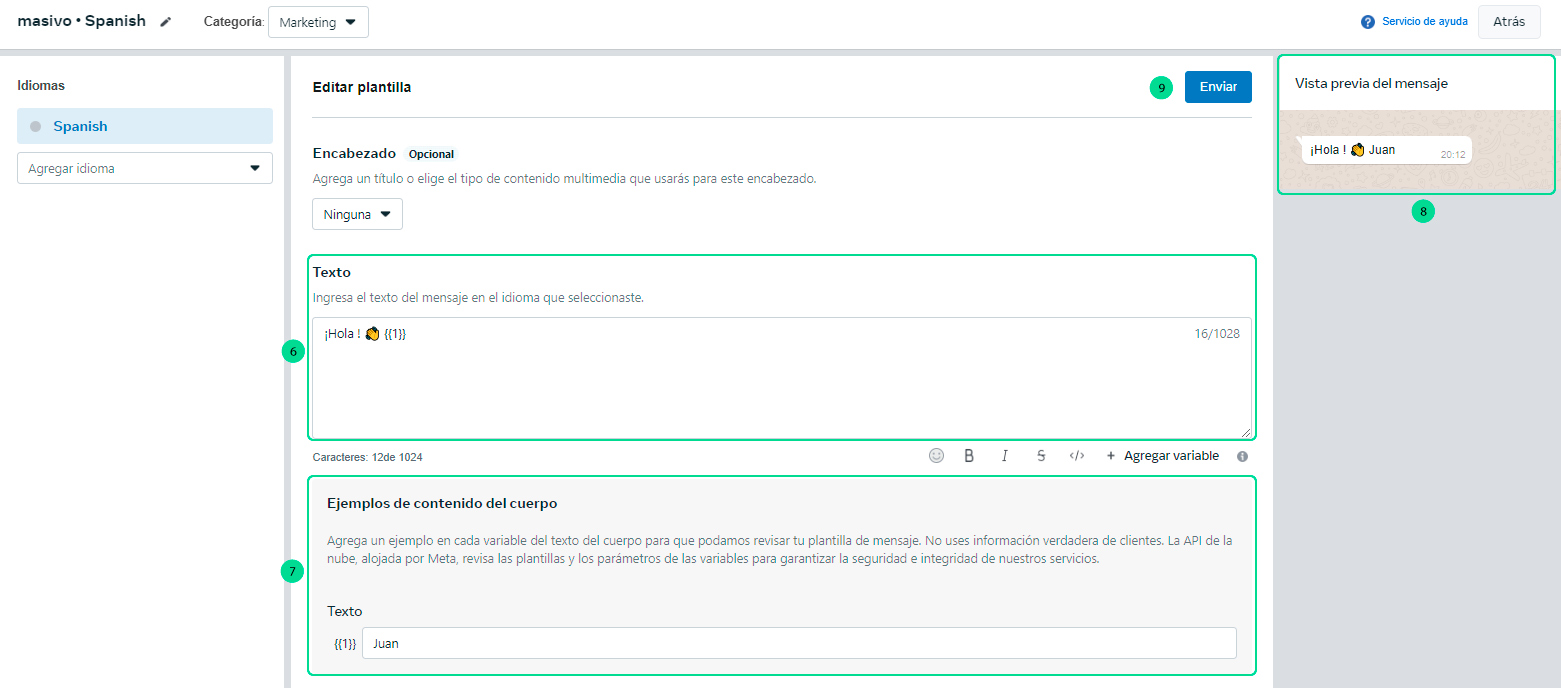 masivo • Spanish
Categoría: Marketing
? Servicio de ayuda
Atrás
Idiomas
Spanish
Agregar idioma
Editar plantilla
9
Enviar
Encabezado Opcional
Agrega un título o elige el tipo de contenido multimedia que usarás para este encabezado.
Ninguna
Texto
Ingresa el texto del mensaje en el idioma que seleccionaste.
¡Hola ! 👏 {{1}}
16/1028
6
Caracteres: 12de 1024
B I S </> + Agregar variable i
Ejemplos de contenido del cuerpo
Agrega un ejemplo en cada variable del texto del cuerpo para que podamos revisar tu plantilla de mensaje. No uses información verdadera de clientes. La API de la
nube, alojada por Meta, revisa las plantillas y los parámetros de las variables para garantizar la seguridad e integridad de nuestros servicios.
7
Texto
{{1}} Juan
Vista previa del mensaje
¡Hola ! 👏 Juan
20:12
8